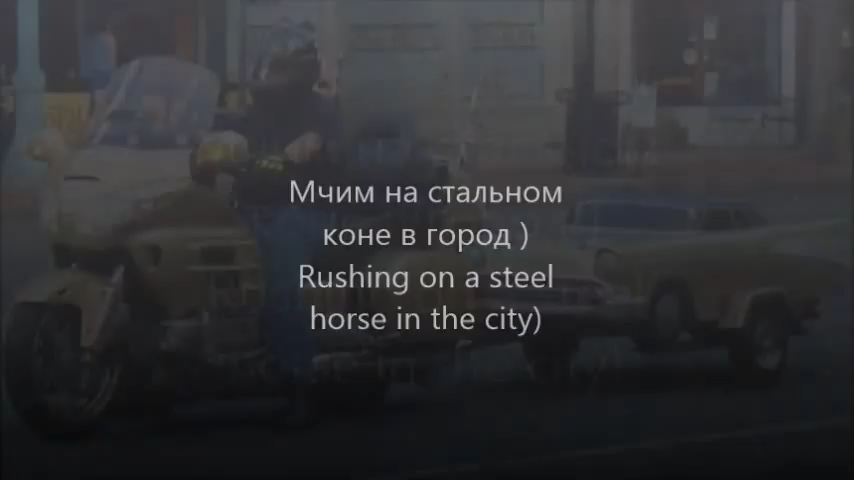 Мчим на стальном
коне в город )
Rushing on a steel
horse in the city)